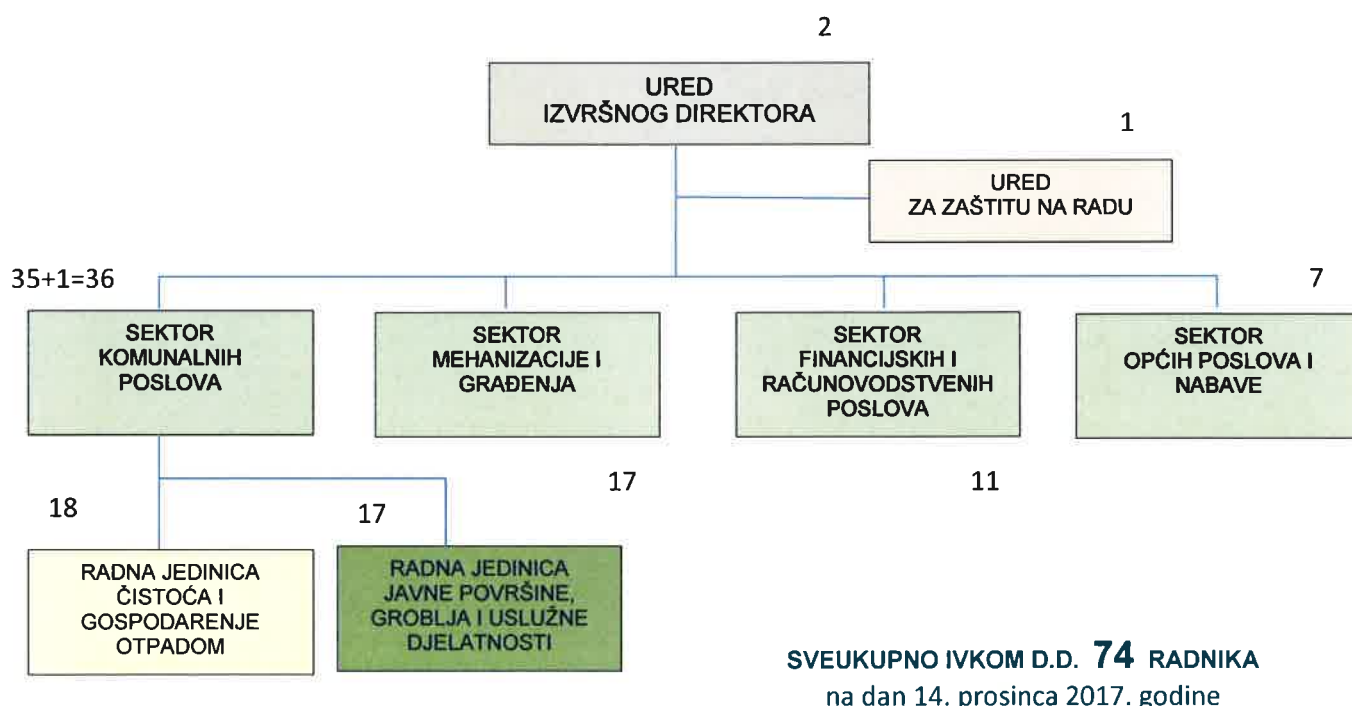 2
URED
IZVRŠNOG DIREKTORA
1
URED
ZA ZAŠTITU NA RADU
35+1=36
7
SEKTOR
KOMUNALNIH
POSLOVA
SEKTOR
MEHANIZACIJE I
GRAĐENJA
SEKTOR
FINANCIJSKIH I
RAČUNOVODSTVENIH
POSLOVA
SEKTOR
OPĆIH POSLOVA I
NABAVE
17
11
18
17
RADNA JEDINICA
ČISTOĆA I
GOSPODARENJE
OTPADOM
RADNA JEDINICA
JAVNE POVRŠINE,
GROBLJA I USLUŽNE
DJELATNOSTI
SVEUKUPNO IVKOM D.D. 74 RADNIKA
na dan 14. prosinca 2017. godine